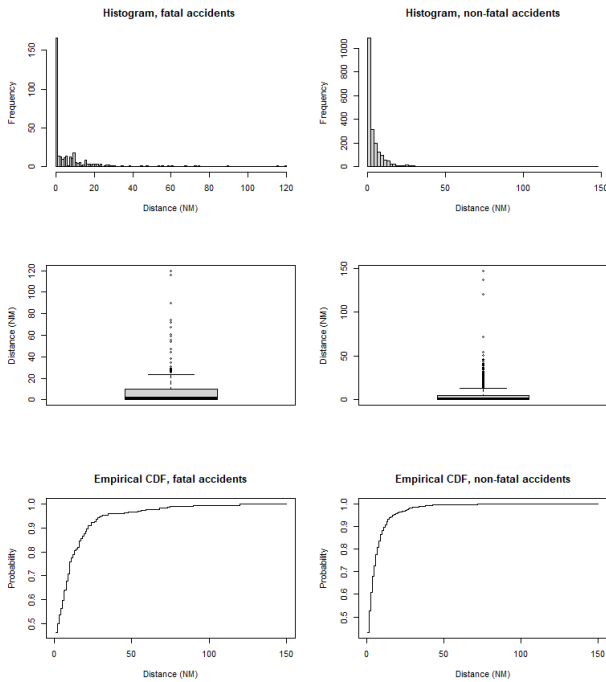 Histogram, fatal accidents
Frequency
0 50 100 150
0 20 40 60 80 100 120
Distance (NM)
Histogram, non-fatal accidents
Frequency
0 200 400 600 800 1000
0 50 100 150
Distance (NM)
Distance (NM)
0 20 40 60 80 100 120
Distance (NM)
0 50 100 150
Empirical CDF, fatal accidents
Probability
0.5 0.6 0.7 0.8 0.9 1.0
0 50 100 150
Distance (NM)
Empirical CDF, non-fatal accidents
Probability
0.5 0.6 0.7 0.8 0.9 1.0
0 50 100 150
Distance (NM)